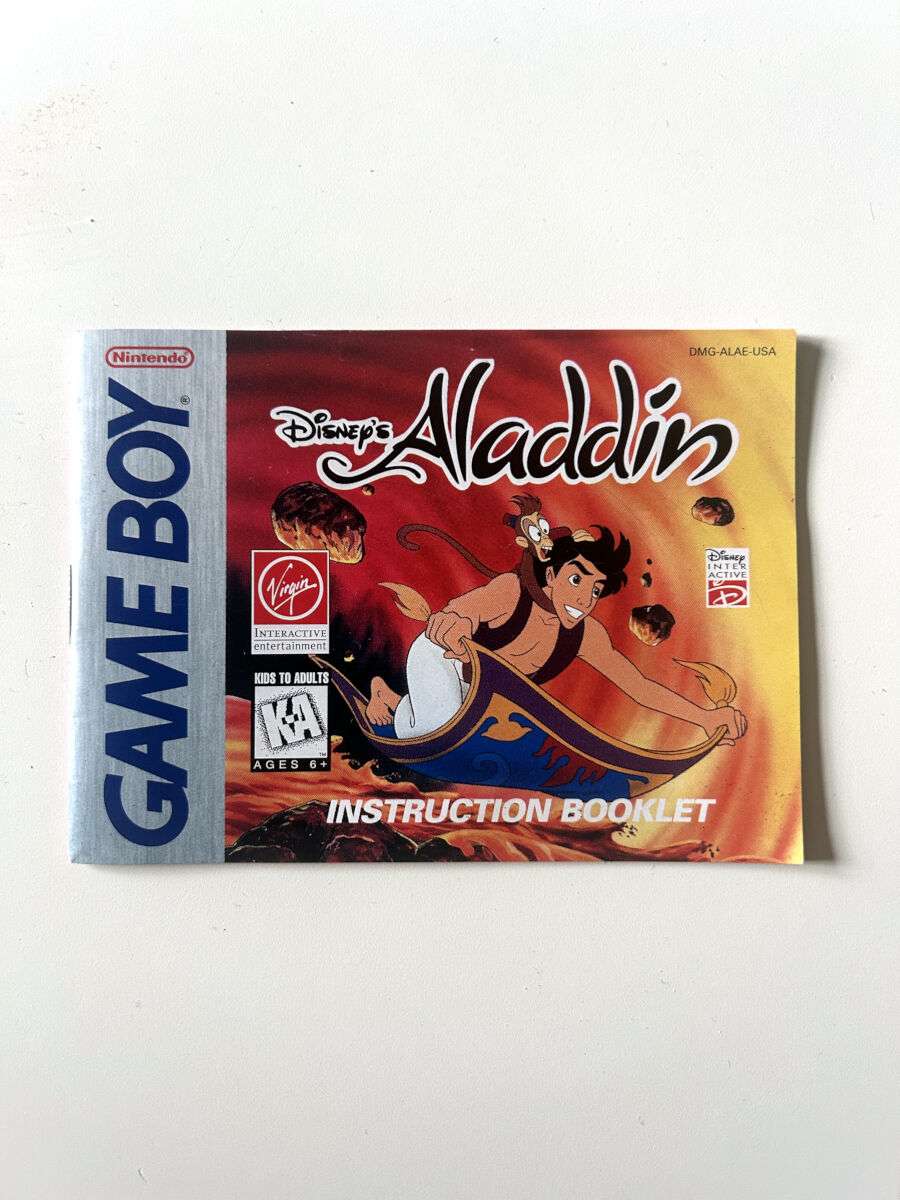 Nintendo
GAME BOY®
DMG-ALAE-USA
Disney's Aladdin
Virgin
INTERACTIVE
entertainment
Disney
INTER
ACTIVE
D
KIDS TO ADULTS
K-A
TM
AGES 6+
INSTRUCTION BOOKLET